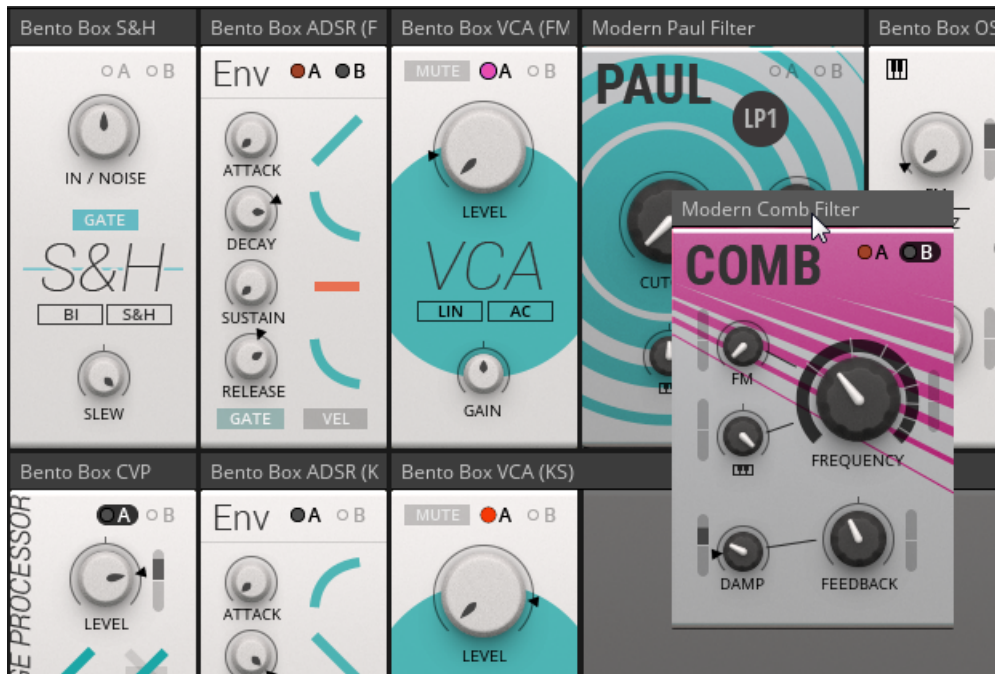 Bento Box S&H
Bento Box ADSR (F
Bento Box VCA (FM
Modern Paul Filter
Bento Box OS
A B
IN / NOISE
GATE
S&H
BI S&H
SLEW
Env A B
ATTACK
DECAY
SUSTAIN
RELEASE
GATE VEL
MUTE A B
LEVEL
VCA
LIN AC
GAIN
PAUL A B
LP1
CUTO
Modern Comb Filter
COMB A B
FM
FREQUENCY
DAMP
FEEDBACK
Z
Bento Box CVP
Bento Box ADSR (K
Bento Box VCA (KS)
GE PROCESSOR
A B
LEVEL
Env A B
ATTACK
MUTE A B
LEVEL